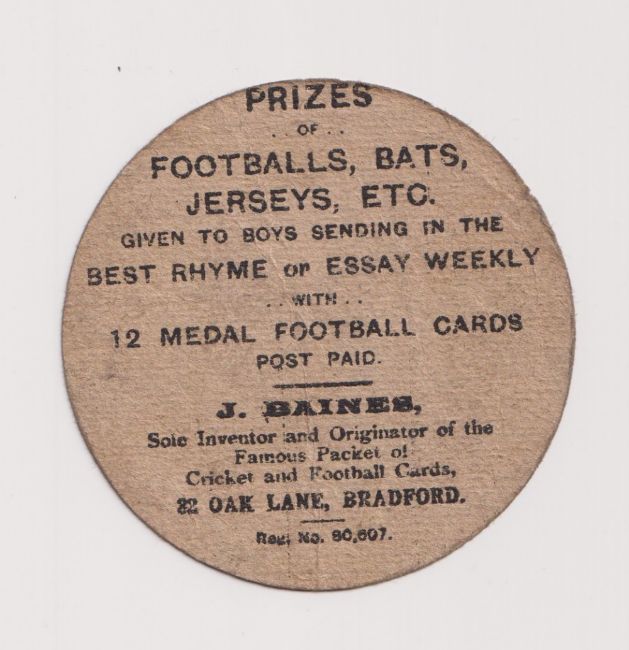 PRIZES
. . OF . .
FOOTBALLS, BATS,
JERSEYS, ETC.
GIVEN TO BOYS SENDING IN THE
BEST RHYME or ESSAY WEEKLY
. . WITH . .
12 MEDAL FOOTBALL CARDS
POST PAID.
J. BAINES,
Sole Inventor and Originator of the
Famous Packet of
Cricket and Football Cards,
22 OAK LANE, BRADFORD.
Reg. No. 80,607.